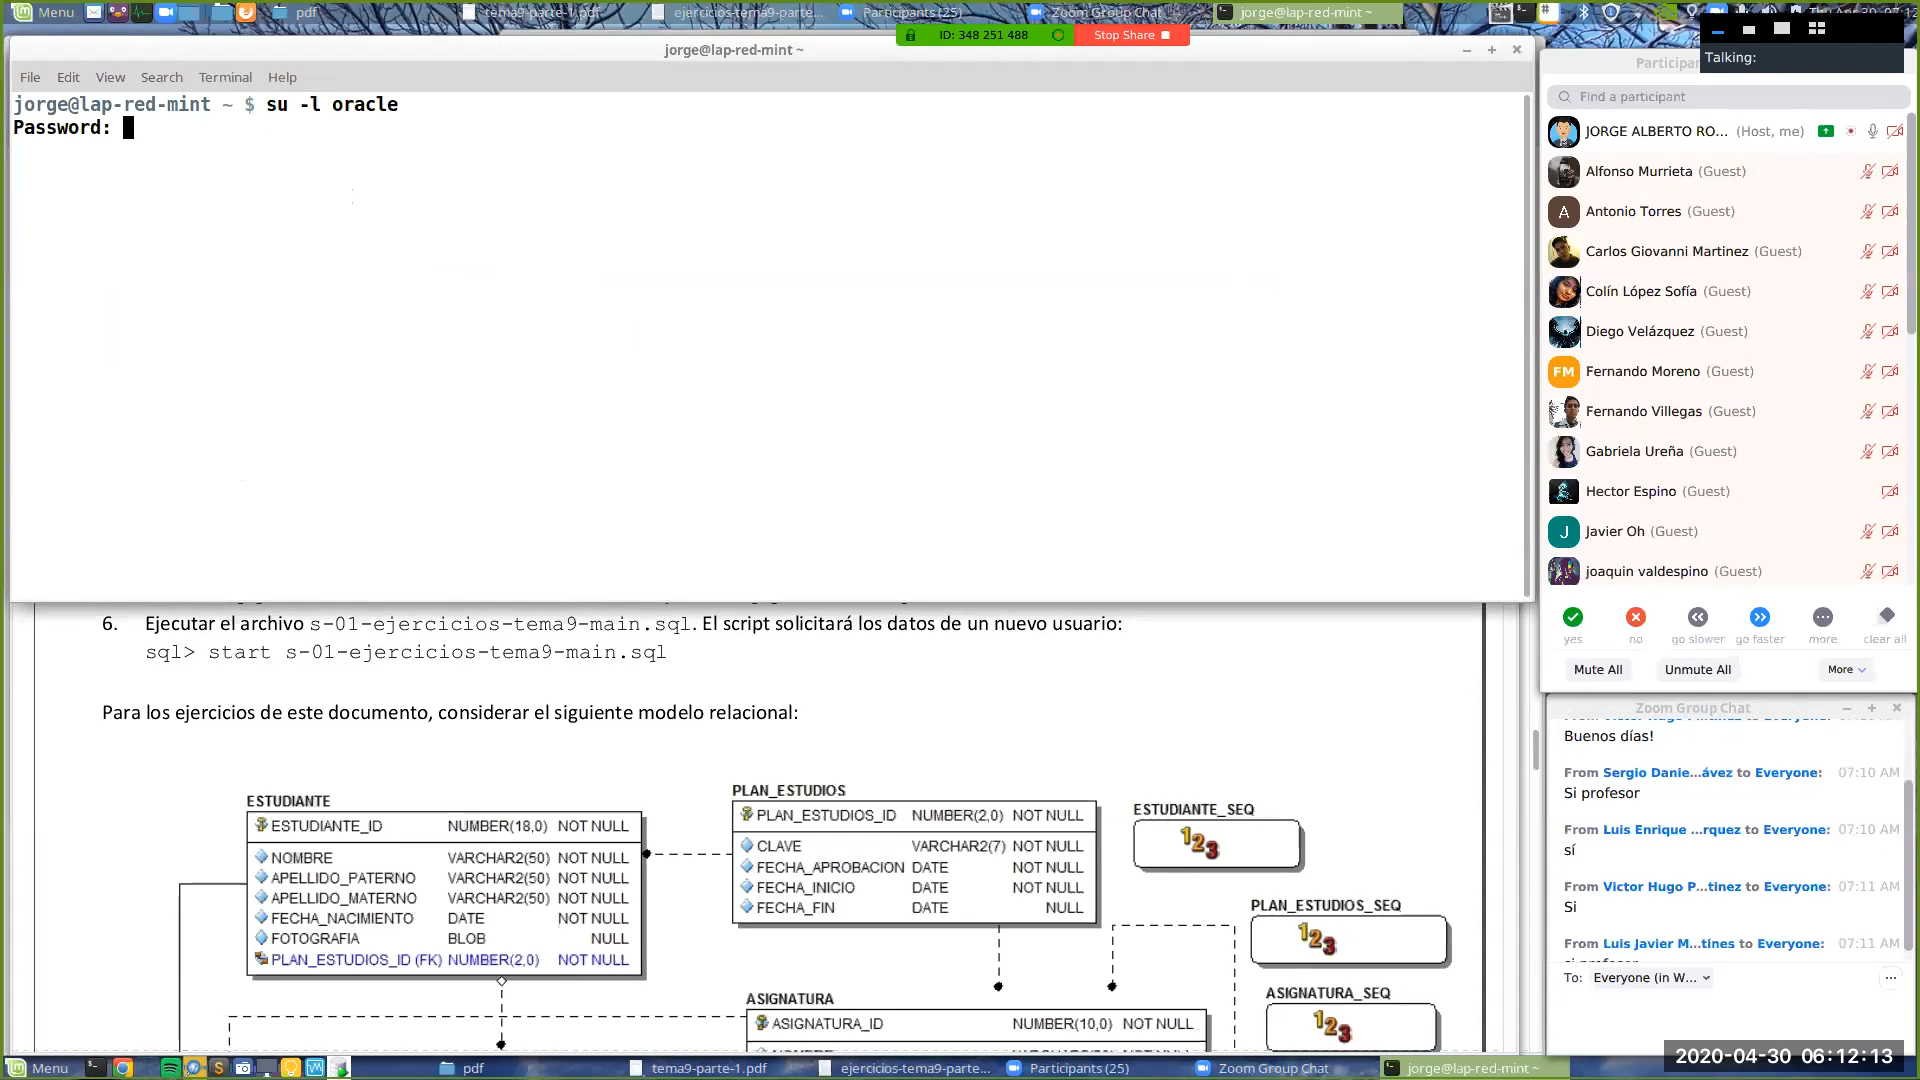 Menu
pdf
tema9-parte-1.pdf
ejercicios-tema9-parte...
Participants (25)
Zoom Group Chat
jorge@lap-red-mint ~
ID: 348 251 488
Stop Share
Talking:
jorge@lap-red-mint ~
File Edit View Search Terminal Help
jorge@lap-red-mint ~ $ su -l oracle
Password:
Find a participant
JORGE ALBERTO RO... (Host, me)
Alfonso Murrieta (Guest)
A Antonio Torres (Guest)
Carlos Giovanni Martinez (Guest)
Colín López Sofía (Guest)
Diego Velázquez (Guest)
FM Fernando Moreno (Guest)
Fernando Villegas (Guest)
Gabriela Ureña (Guest)
Hector Espino (Guest)
J Javier Oh (Guest)
joaquin valdespino (Guest)
yes no go slower go faster more clear all
Mute All Unmute All More
6. Ejecutar el archivo s-01-ejercicios-tema9-main.sql. El script solicitará los datos de un nuevo usuario:
sql> start s-01-ejercicios-tema9-main.sql
Para los ejercicios de este documento, considerar el siguiente modelo relacional:
ESTUDIANTE
ESTUDIANTE_ID NUMBER(18,0) NOT NULL
NOMBRE VARCHAR2(50) NOT NULL
APELLIDO_PATERNO VARCHAR2(50) NOT NULL
APELLIDO_MATERNO VARCHAR2(50) NOT NULL
FECHA_NACIMIENTO DATE NOT NULL
FOTOGRAFIA BLOB NULL
PLAN_ESTUDIOS_ID (FK) NUMBER(2,0) NOT NULL
PLAN_ESTUDIOS
PLAN_ESTUDIOS_ID NUMBER(2,0) NOT NULL
CLAVE VARCHAR2(7) NOT NULL
FECHA_APROBACION DATE NOT NULL
FECHA_INICIO DATE NOT NULL
FECHA_FIN DATE NULL
ESTUDIANTE_SEQ
123
PLAN_ESTUDIOS_SEQ
123
ASIGNATURA_SEQ
123
ASIGNATURA
ASIGNATURA_ID NUMBER(10,0) NOT NULL
Zoom Group Chat
Buenos días!
From Sergio Danie...ávez to Everyone: 07:10 AM
Si profesor
From Luis Enrique ...rquez to Everyone: 07:10 AM
sí
From Victor Hugo P...tinez to Everyone: 07:11 AM
Si
From Luis Javier M...tines to Everyone: 07:11 AM
si profesor
To: Everyone (in W...
2020-04-30 06:12:13
Menu
pdf
tema9-parte-1.pdf
ejercicios-tema9-parte...
Participants (25)
Zoom Group Chat
jorge@lap-red-mint ~